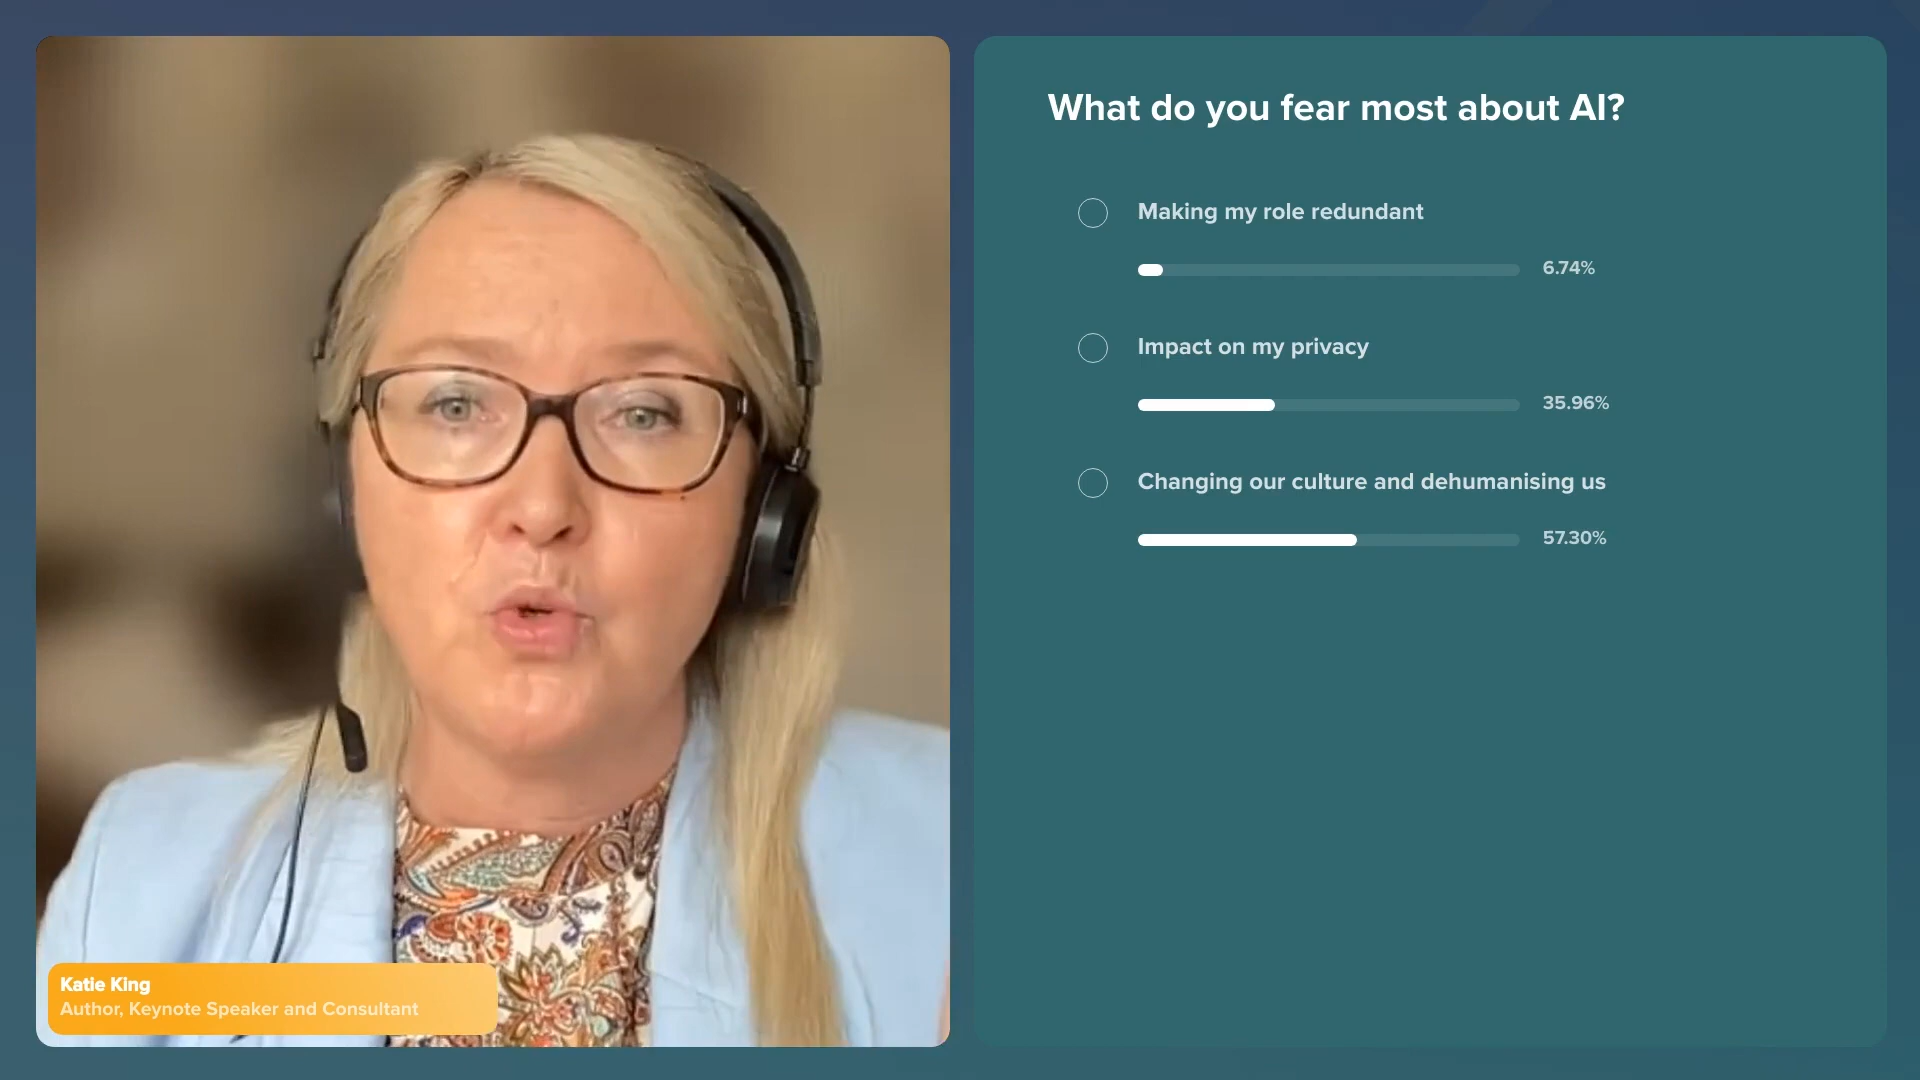 What do you fear most about AI?
Making my role redundant
6.74%
Impact on my privacy
35.96%
Changing our culture and dehumanising us
57.30%
Katie King
Author, Keynote Speaker and Consultant